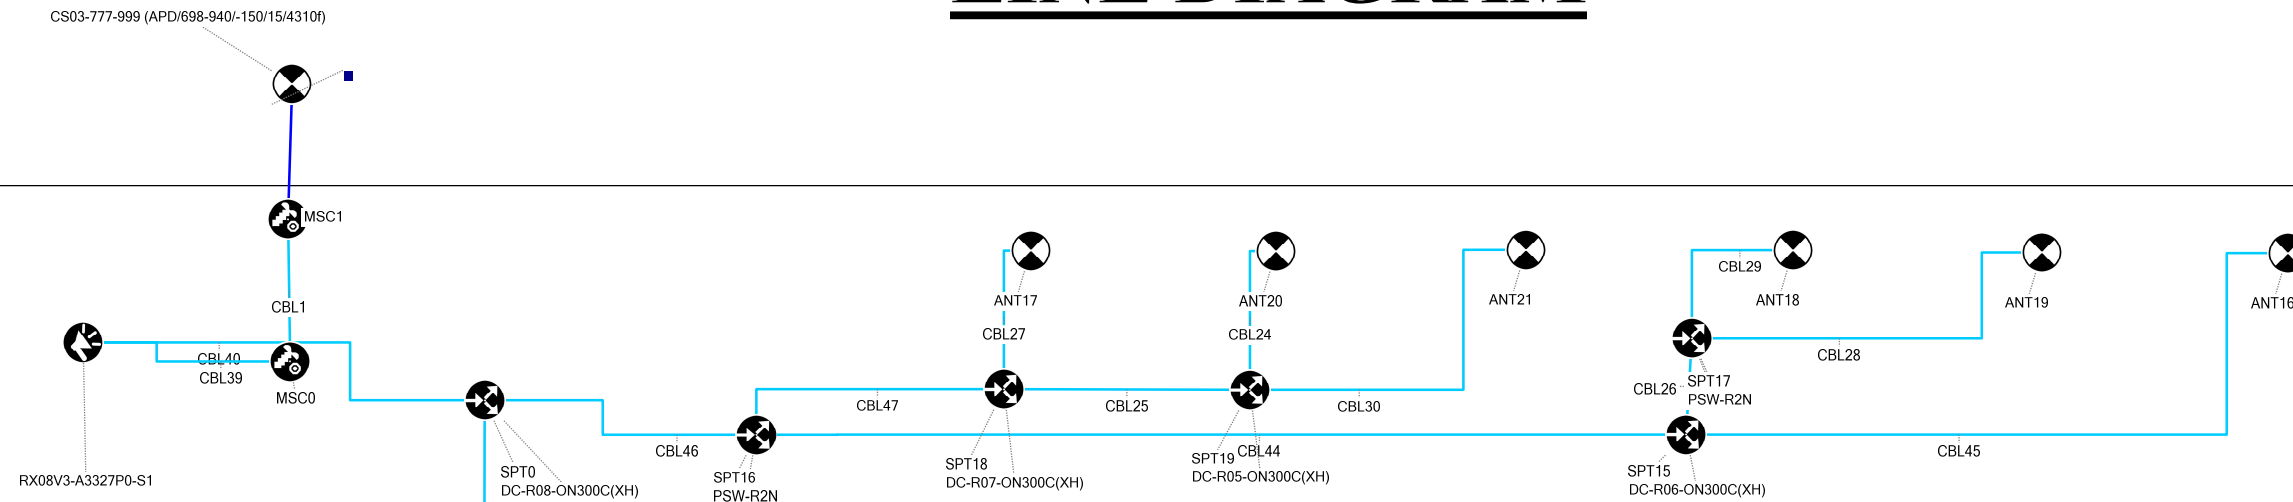 LINE DIAGRAM
CS03-777-999 (APD/698-940/-150/15/4310f)
MSC1
CBL1
CBL40
CBL39
MSC0
RX08V3-A3327P0-S1
SPT0
DC-R08-ON300C(XH)
CBL46
SPT16
PSW-R2N
CBL47
ANT17
CBL27
SPT18
DC-R07-ON300C(XH)
CBL25
ANT20
CBL24
SPT19
CBL44
DC-R05-ON300C(XH)
CBL30
ANT21
CBL29
ANT18
CBL26
SPT17
PSW-R2N
SPT15
DC-R06-ON300C(XH)
CBL28
ANT19
CBL45
ANT16